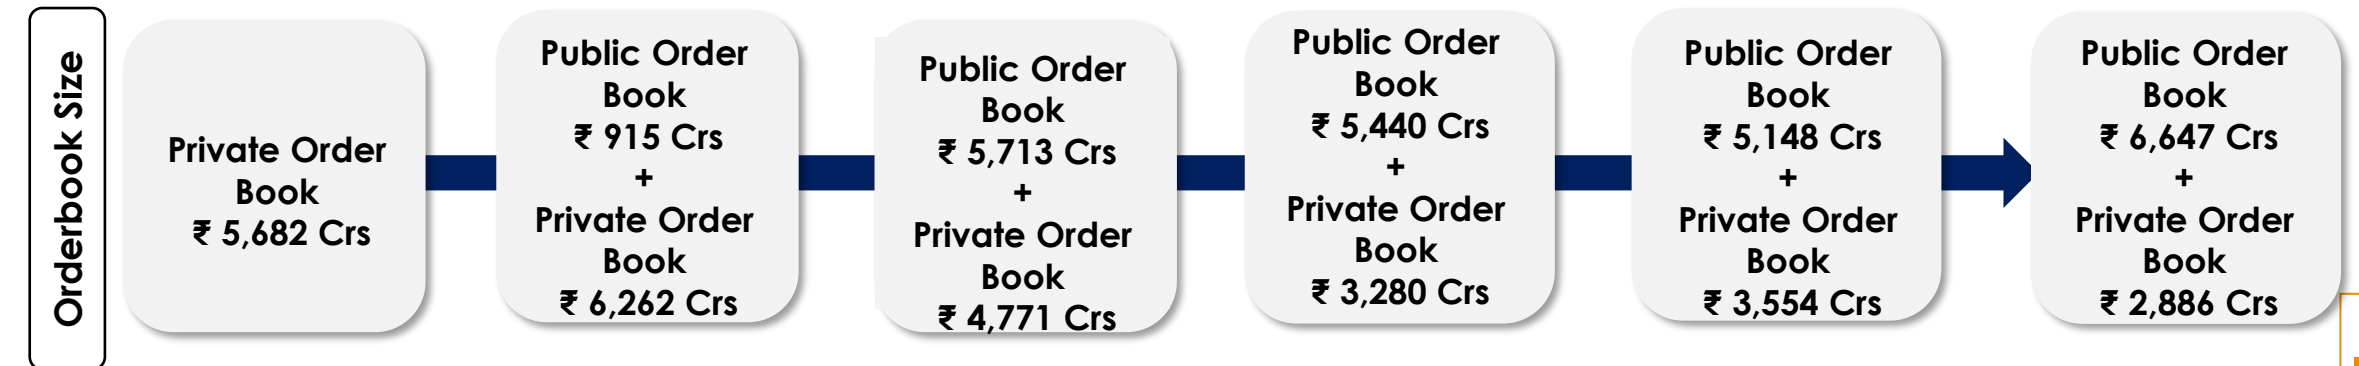 Orderbook Size
Private Order
Book
₹ 5,682 Crs
Public Order
Book
₹ 915 Crs
+
Private Order
Book
₹ 6,262 Crs
Public Order
Book
₹ 5,713 Crs
+
Private Order
Book
₹ 4,771 Crs
Public Order
Book
₹ 5,440 Crs
+
Private Order
Book
₹ 3,280 Crs
Public Order
Book
₹ 5,148 Crs
+
Private Order
Book
₹ 3,554 Crs
Public Order
Book
₹ 6,647 Crs
+
Private Order
Book
₹ 2,886 Crs